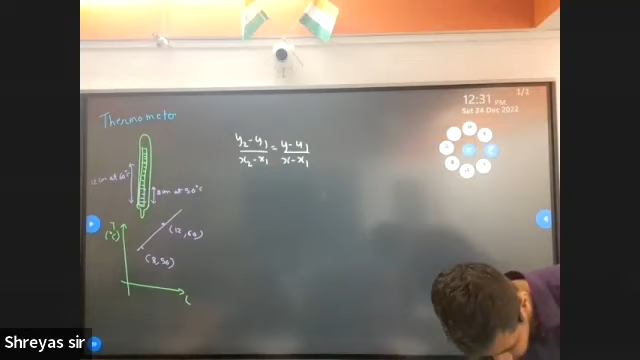 12:31 PM
1/1
Sat 24 Dec 2022
Thermometer
y₂-y₁ / x₂-x₁ = y-y₁ / x-x₁
12 cm at 60°C
8 cm at 50°C
T
(°C)
(12, 60)
(8, 50)
L
Shreyas sir